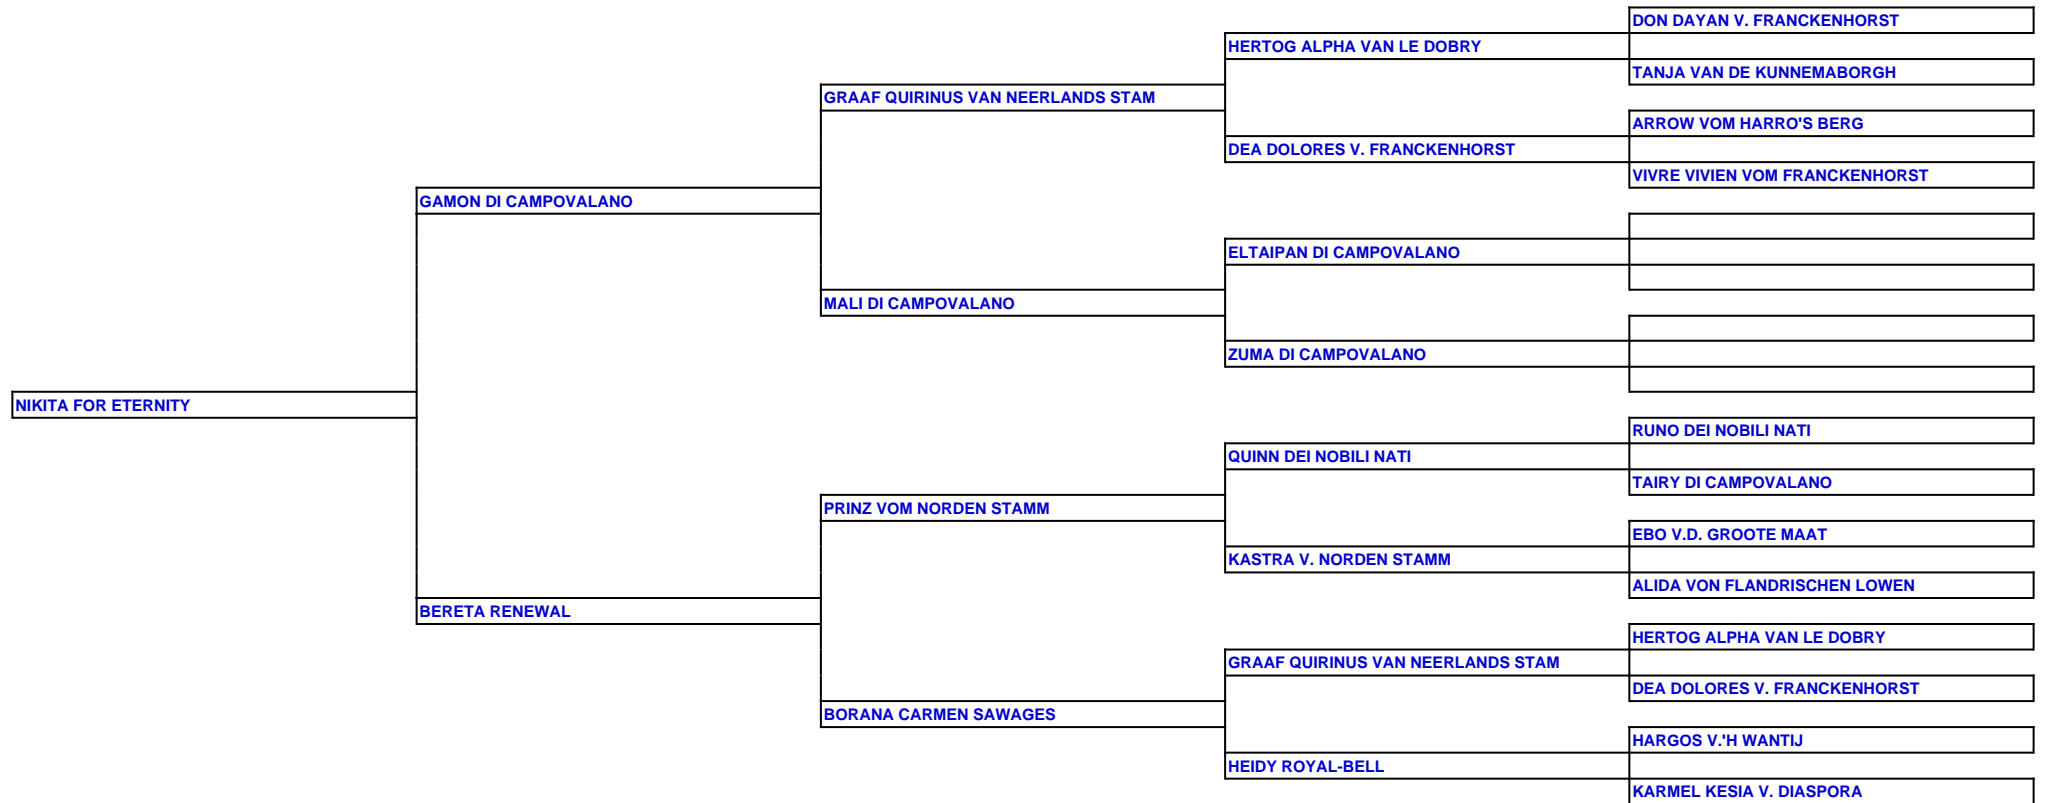 DON DAYAN V. FRANCKENHORST
HERTOG ALPHA VAN LE DOBRY
TANJA VAN DE KUNNEMABORGH
GRAAF QUIRINUS VAN NEERLANDS STAM
ARROW VOM HARRO'S BERG
DEA DOLORES V. FRANCKENHORST
VIVRE VIVIEN VOM FRANCKENHORST
GAMON DI CAMPOVALANO
ELTAIPAN DI CAMPOVALANO
MALI DI CAMPOVALANO
ZUMA DI CAMPOVALANO
NIKITA FOR ETERNITY
RUNO DEI NOBILI NATI
QUINN DEI NOBILI NATI
TAIRY DI CAMPOVALANO
PRINZ VOM NORDEN STAMM
EBO V.D. GROOTE MAAT
KASTRA V. NORDEN STAMM
ALIDA VON FLANDRISCHEN LOWEN
BERETA RENEWAL
HERTOG ALPHA VAN LE DOBRY
GRAAF QUIRINUS VAN NEERLANDS STAM
DEA DOLORES V. FRANCKENHORST
BORANA CARMEN SAWAGES
HARGOS V.'H WANTIJ
HEIDY ROYAL-BELL
KARMEL KESIA V. DIASPORA